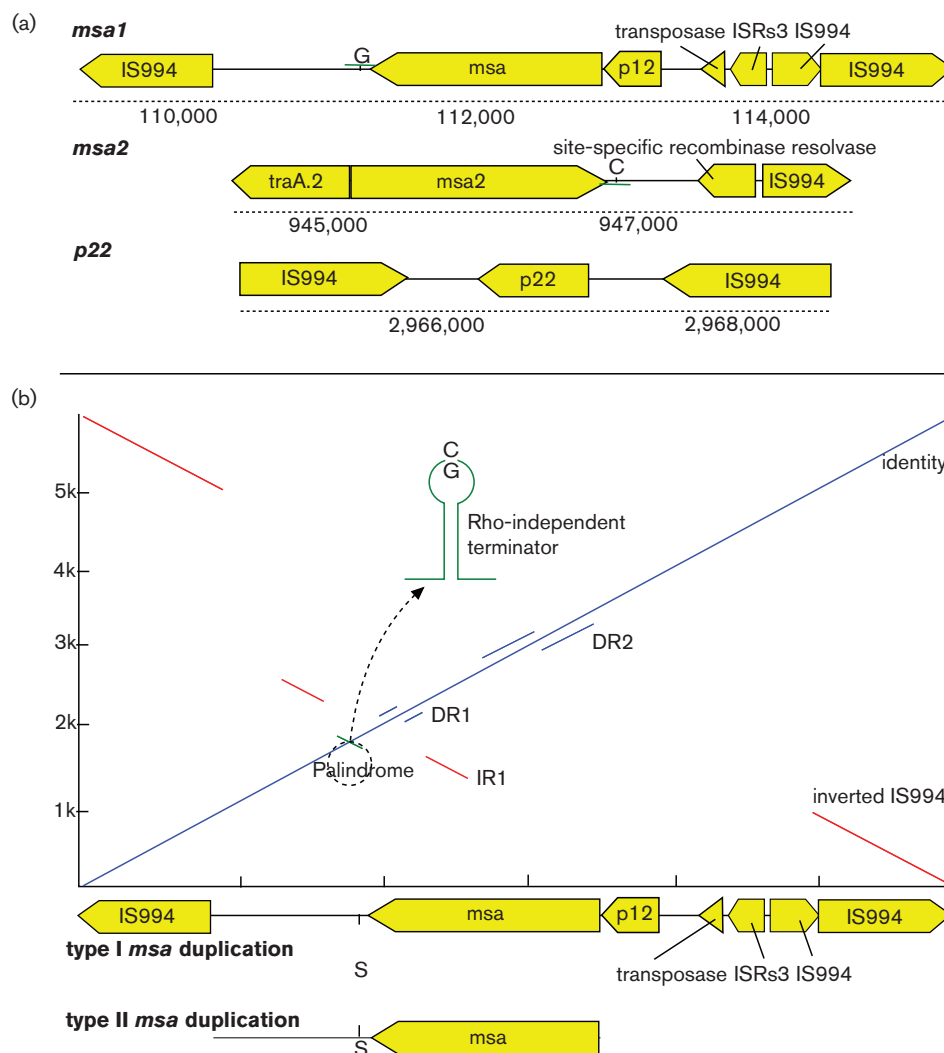 (a)
msa1
transposase ISRs3 IS994
G
IS994
msa
p12
IS994
110,000 112,000 114,000
msa2
site-specific recombinase resolvase
C
traA.2
msa2
IS994
945,000 947,000
p22
IS994
p22
IS994
2,966,000 2,968,000
(b)
C
G
identity
5k
Rho-independent
terminator
4k
3k
DR2
2k
DR1
Palindrome
IR1
inverted IS994
1k
IS994
msa
p12
IS994
type I msa duplication
transposase ISRs3 IS994
S
type II msa duplication
S
msa